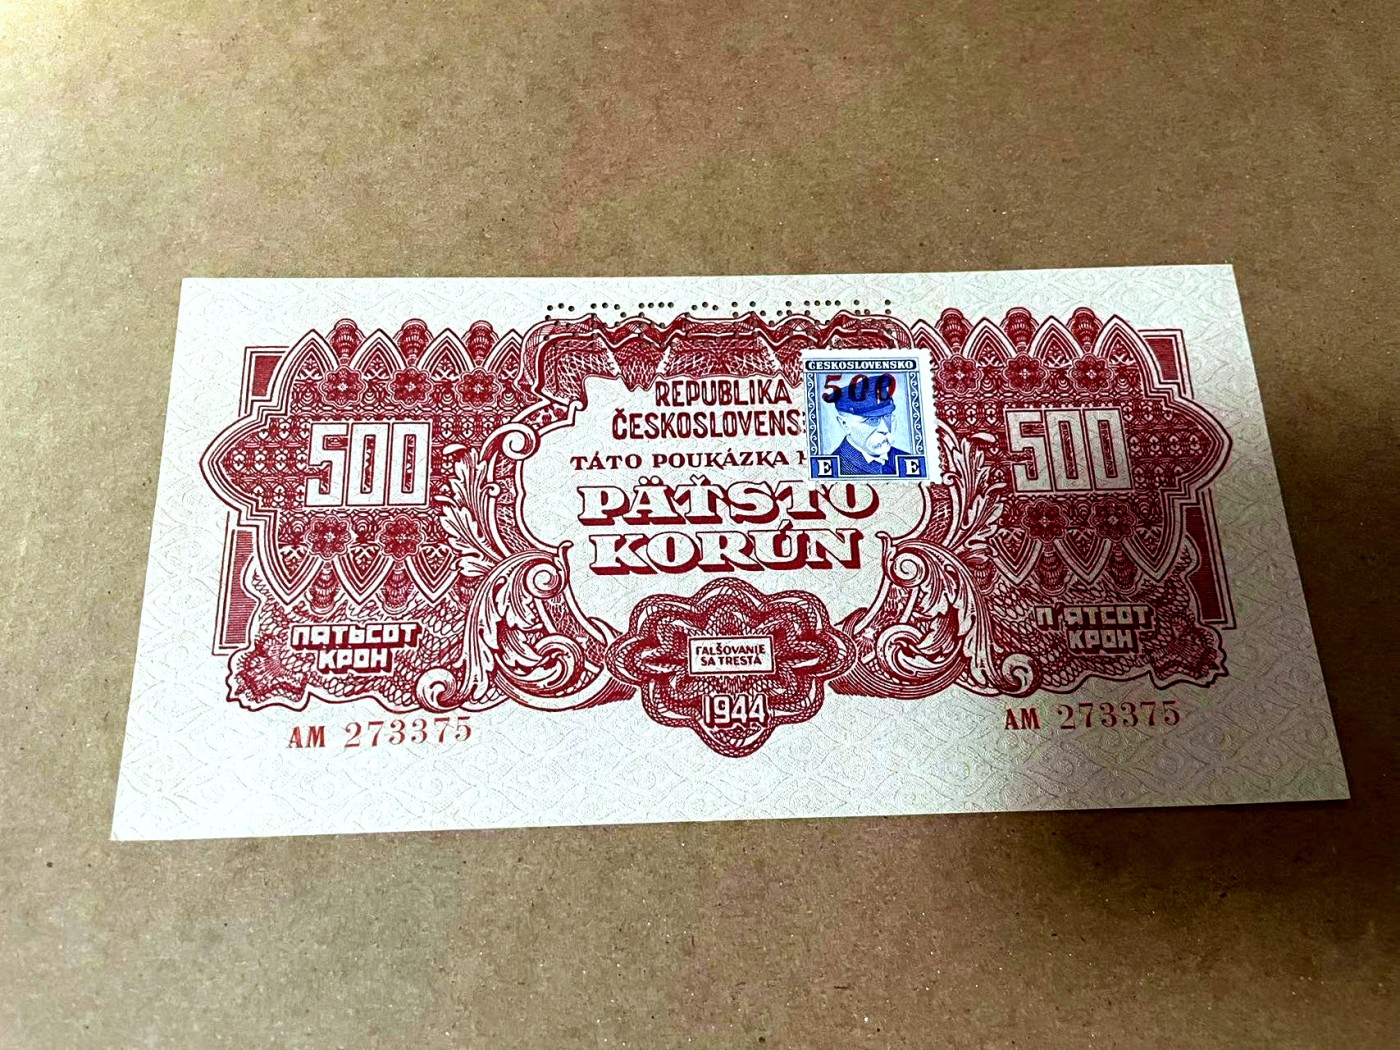 REPUBLIKA
ČESKOSLOVENS
TÁTO POUKÁZKA
PÄŤSTO
KORÚN
ČESKOSLOVENSKO
500
E E
500
500
ПЯТЬСОТ
КРОН
П'ЯТСОТ
КРОН
FALŠOVANIE
SA TRESTÁ
1944
AM 273375
AM 273375